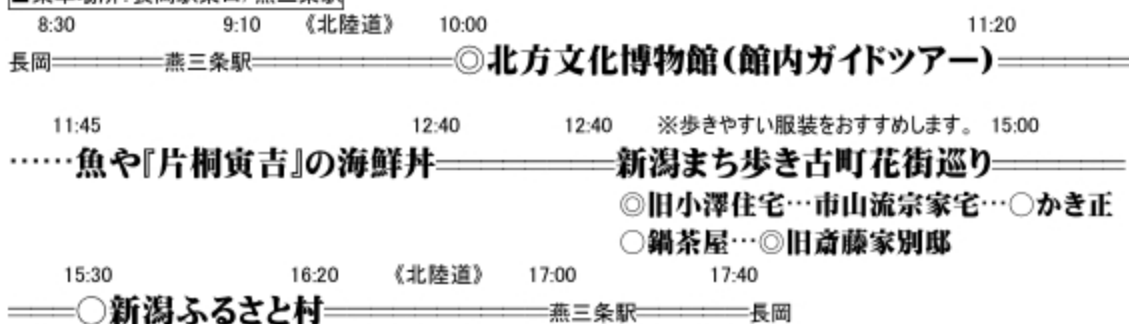 8:30 9:10 《北陸道》 10:00 11:20
長岡══════燕三条駅══════════◎北方文化博物館(館内ガイドツアー)══════
11:45 12:40 12:40 ※歩きやすい服装をおすすめします。 15:00
……魚や『片桐寅吉』の海鮮丼════════新潟まち歩き古町花街巡り══════
◎旧小澤住宅…市山流宗家宅…○かき正
○鍋茶屋…◎旧斎藤家別邸
15:30 16:20 《北陸道》 17:00 17:40
═══○新潟ふるさと村══════════燕三条駅══════長岡